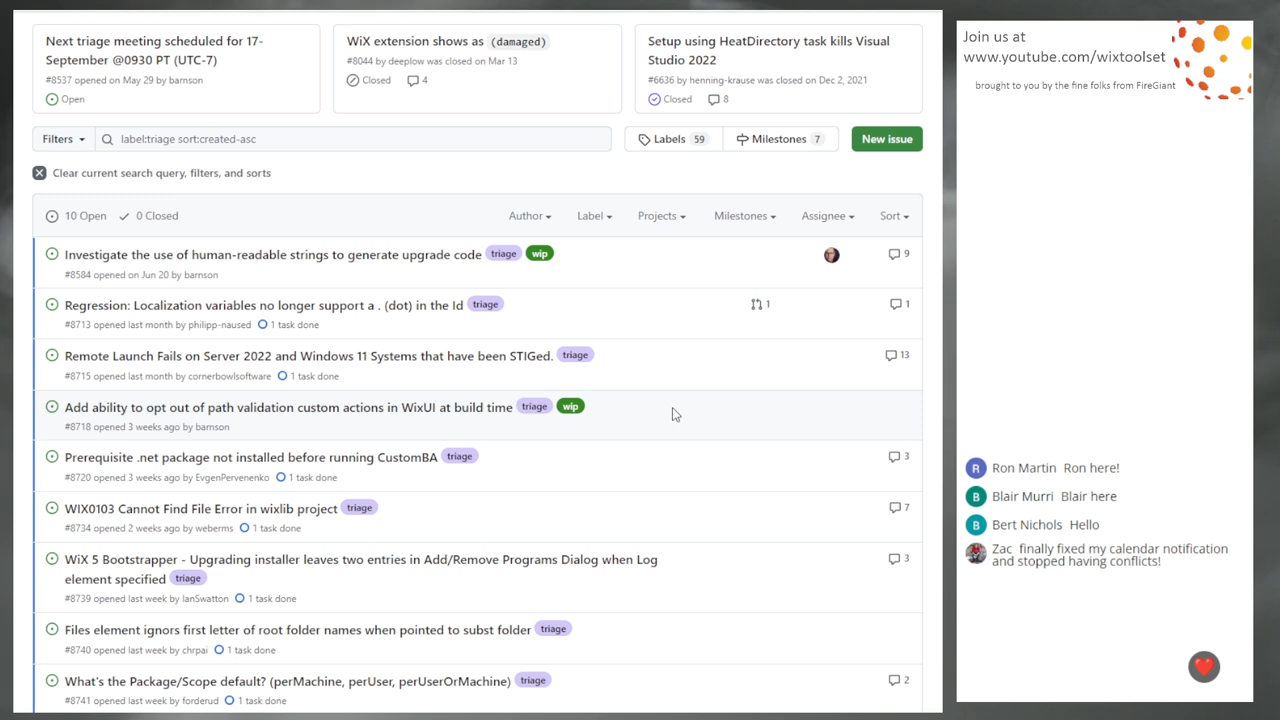 Next triage meeting scheduled for 17-
September @0930 PT (UTC-7)
#8537 opened on May 29 by barnson
Open
WiX extension shows as (damaged)
#8044 by deeplow was closed on Mar 13
Closed 4
Setup using HeatDirectory task kills Visual
Studio 2022
#6636 by henning-krause was closed on Dec 2, 2021
Closed 8
Filters label:triage sort:created-asc Labels 59 Milestones 7 New issue
Clear current search query, filters, and sorts
10 Open 0 Closed Author Label Projects Milestones Assignee Sort
Investigate the use of human-readable strings to generate upgrade code triage wip 9
#8584 opened on Jun 20 by barnson
Regression: Localization variables no longer support a . (dot) in the Id triage 1 1
#8713 opened last month by philipp-naused 1 task done
Remote Launch Fails on Server 2022 and Windows 11 Systems that have been STIGed. triage 13
#8715 opened last month by cornerbowlsoftware 1 task done
Add ability to opt out of path validation custom actions in WixUI at build time triage wip
#8718 opened 3 weeks ago by barnson
Prerequisite .net package not installed before running CustomBA triage 3
#8720 opened 3 weeks ago by EvgenPervenenko 1 task done
WIX0103 Cannot Find File Error in wixlib project triage 7
#8734 opened 2 weeks ago by weberms 1 task done
WiX 5 Bootstrapper - Upgrading installer leaves two entries in Add/Remove Programs Dialog when Log
element specified triage 3
#8739 opened last week by IanSwatton 1 task done
Files element ignors first letter of root folder names when pointed to subst folder triage
#8740 opened last week by chrpai 1 task done
What's the Package/Scope default? (perMachine, perUser, perUserOrMachine) triage 2
#8741 opened last week by forderud 1 task done
Join us at
www.youtube.com/wixtoolset
brought to you by the fine folks from FireGiant
R Ron Martin Ron here!
B Blair Murri Blair here
B Bert Nichols Hello
Zac finally fixed my calendar notification
and stopped having conflicts!